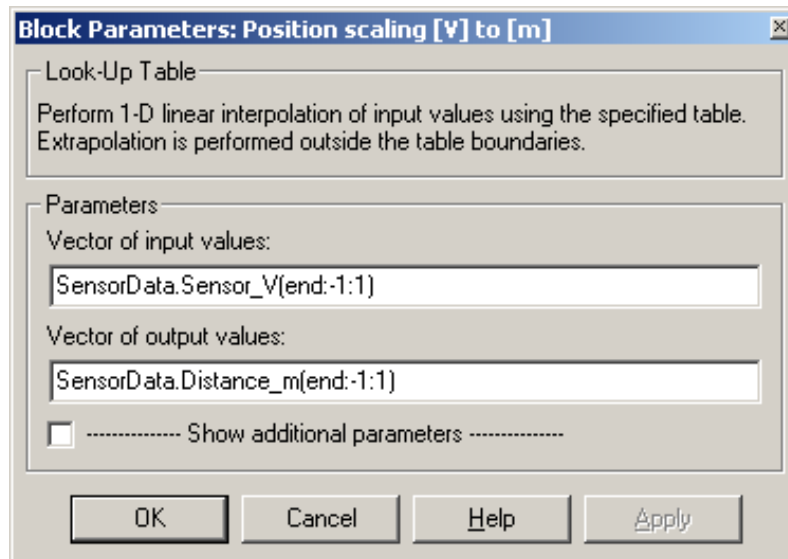 Block Parameters: Position scaling [V] to [m]
Look-Up Table
Perform 1-D linear interpolation of input values using the specified table.
Extrapolation is performed outside the table boundaries.
Parameters
Vector of input values:
SensorData.Sensor_V(end:-1:1)
Vector of output values:
SensorData.Distance_m(end:-1:1)
-------------- Show additional parameters --------------
OK Cancel Help Apply